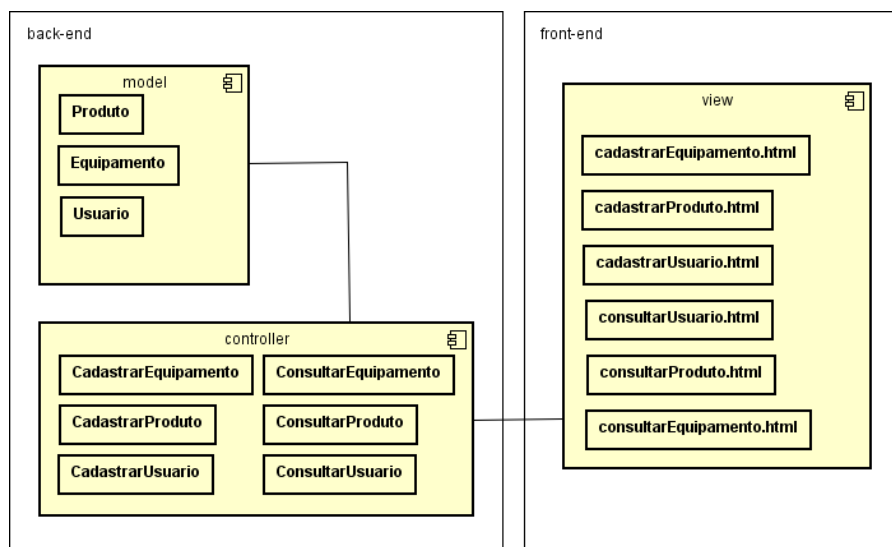 back-end
model
Produto
Equipamento
Usuario
controller
CadastrarEquipamento
ConsultarEquipamento
CadastrarProduto
ConsultarProduto
CadastrarUsuario
ConsultarUsuario
front-end
view
cadastrarEquipamento.html
cadastrarProduto.html
cadastrarUsuario.html
consultarUsuario.html
consultarProduto.html
consultarEquipamento.html